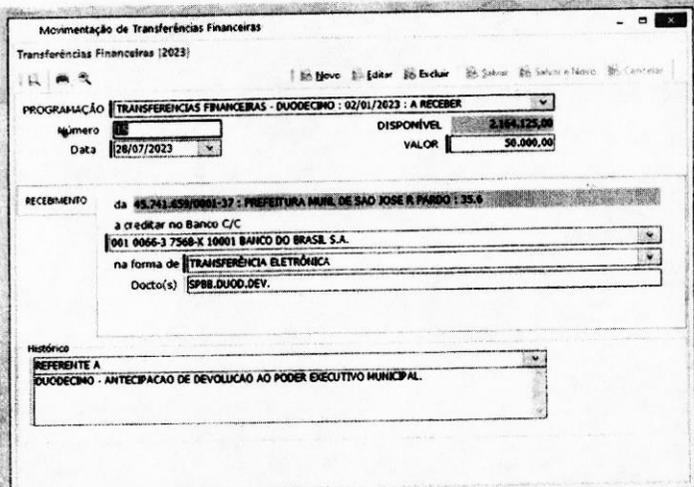 Movimentação de Transferências Financeiras
Transferências Financeiras (2023)
Novo Editar Excluir Salvar Salvar e Novo Cancelar
PROGRAMAÇÃO TRANSFERENCIAS FINANCEIRAS - DUODECIMO : 02/01/2023 : A RECEBER
Número DISPONÍVEL 2.164.125,00
Data 28/07/2023 VALOR 50.000,00
RECEBIMENTO da 45.741.659/0001-37 : PREFEITURA MUNI. DE SAO JOSE R PARDO : 35.6
a creditar no Banco C/C
001 0066-3 7568-X 10001 BANCO DO BRASIL S.A.
na forma de TRANSFERÊNCIA ELETRÔNICA
Docto(s) SPBB.DUOD.DEV.
Histórico
REFERENTE A
DUODECIMO - ANTECIPACAO DE DEVOLUCAO AO PODER EXECUTIVO MUNICIPAL.